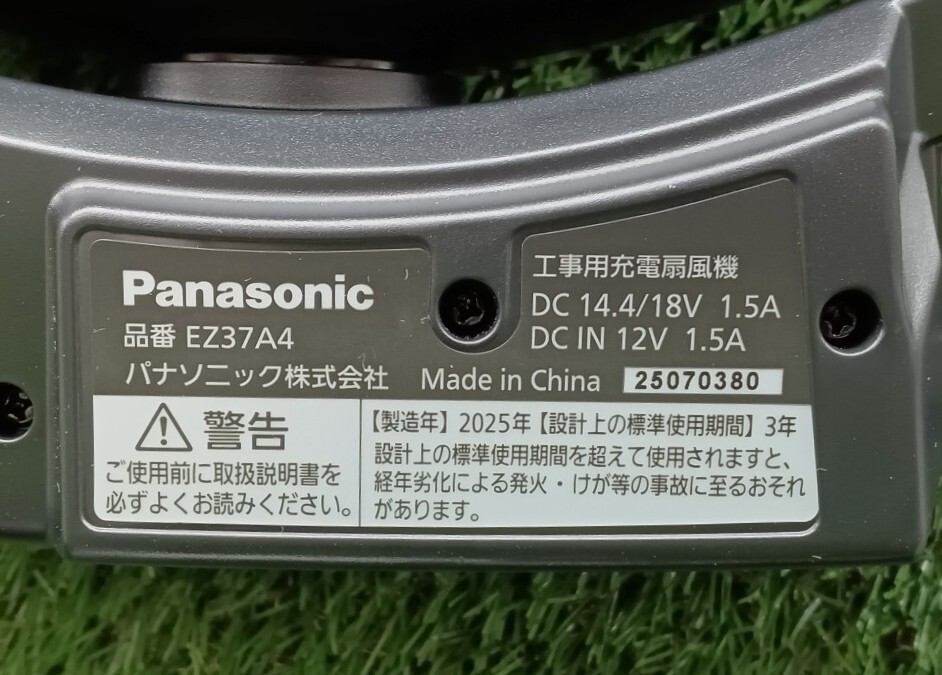 Panasonic
品番 EZ37A4
工事用充電扇風機
DC 14.4/18V 1.5A
DC IN 12V 1.5A
パナソニック株式会社 Made in China 25070380
警告
ご使用前に取扱説明書を
必ずよくお読みください。
【製造年】2025年【設計上の標準使用期間】3年
設計上の標準使用期間を超えて使用されますと、
経年劣化による発火・けが等の事故に至るおそれ
があります。